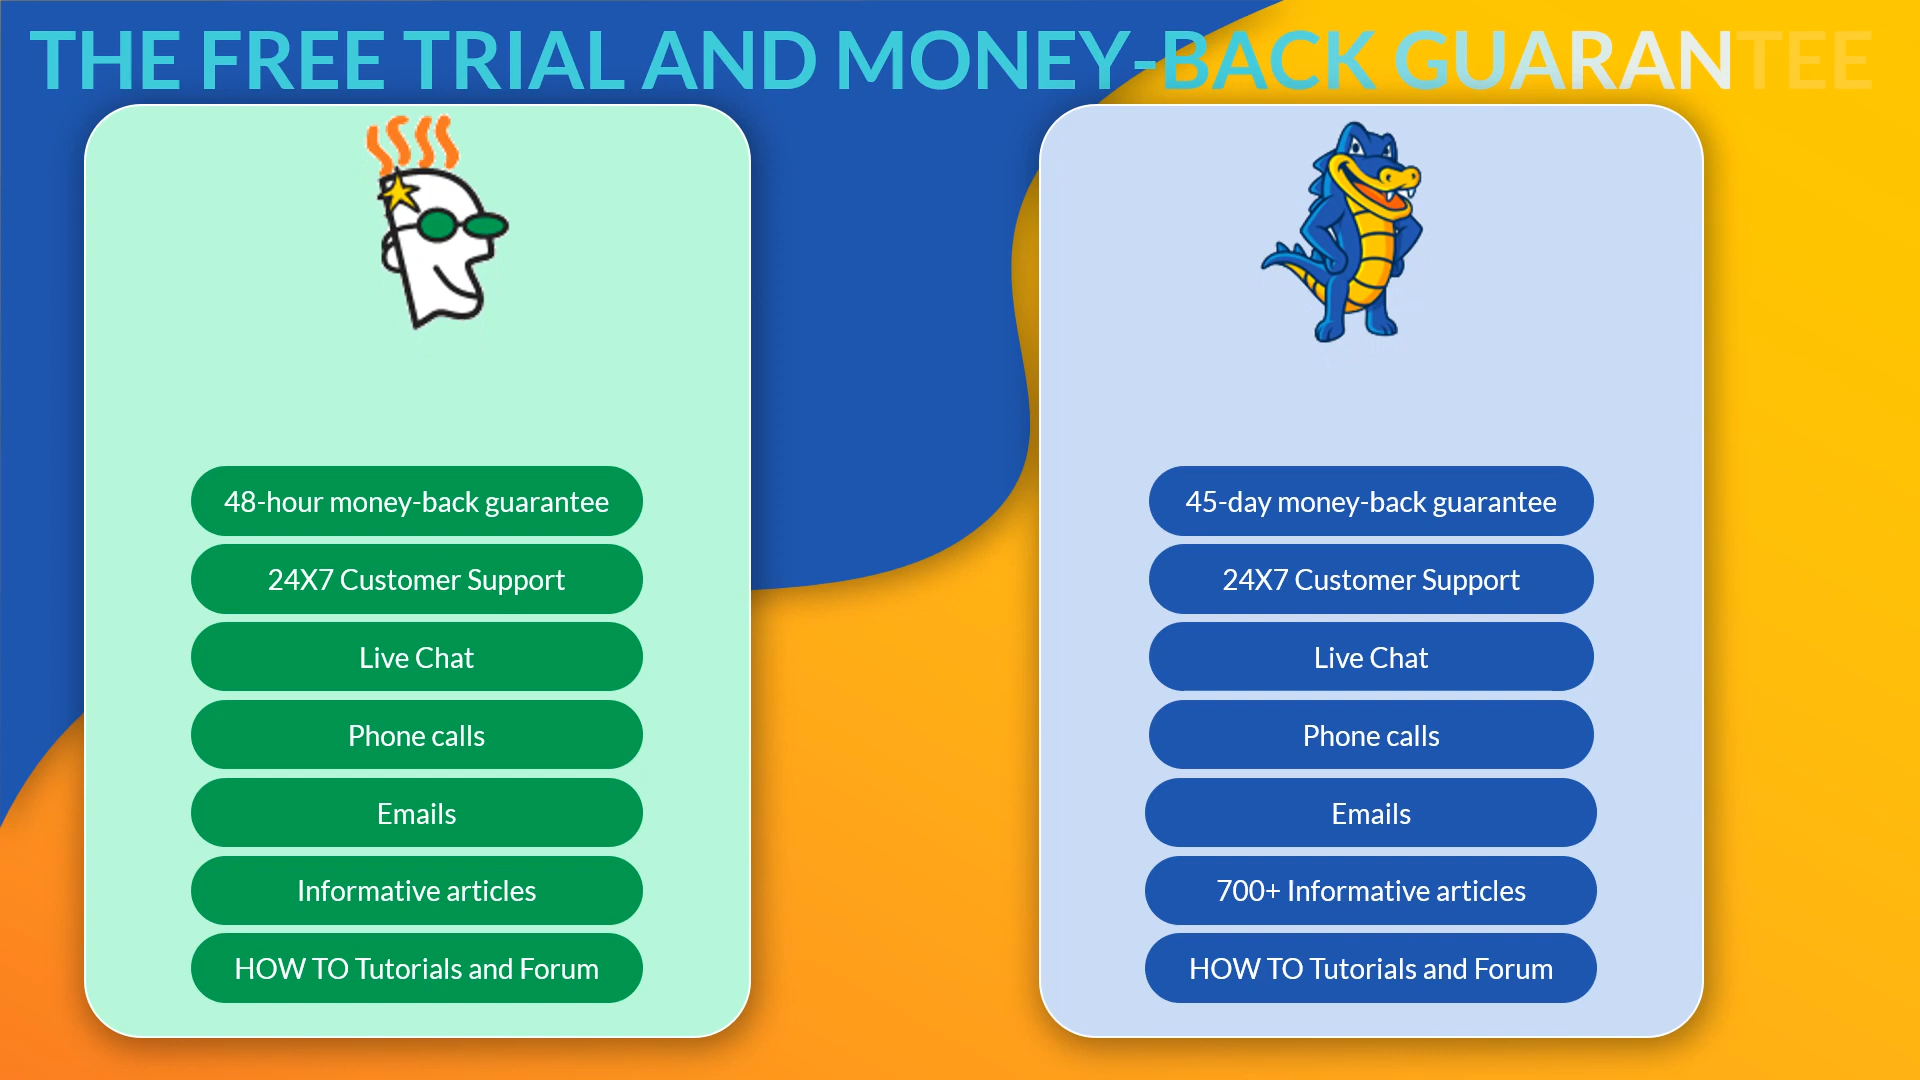 THE FREE TRIAL AND MONEY-BACK GUARANTEE
48-hour money-back guarantee
24X7 Customer Support
Live Chat
Phone calls
Emails
Informative articles
HOW TO Tutorials and Forum
45-day money-back guarantee
24X7 Customer Support
Live Chat
Phone calls
Emails
700+ Informative articles
HOW TO Tutorials and Forum